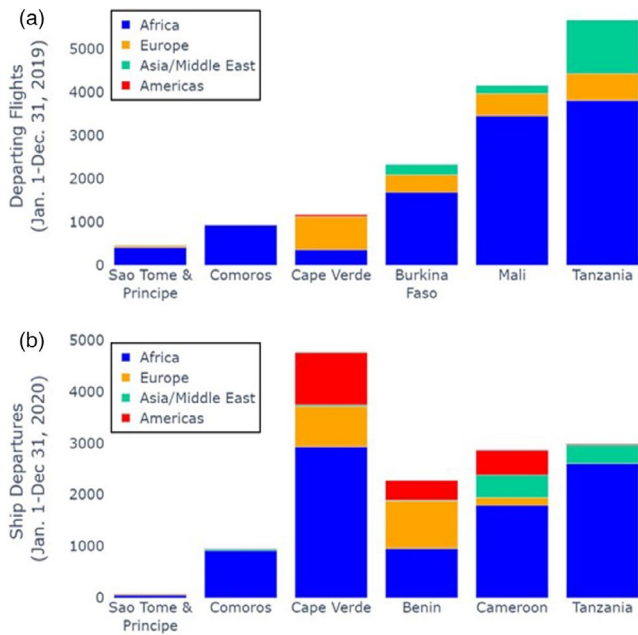 (a)
Africa
Europe
Asia/Middle East
Americas
Departing Flights
(Jan. 1-Dec. 31, 2019)
5000
4000
3000
2000
1000
0
Sao Tome &
Principe
Comoros
Cape Verde
Burkina
Faso
Mali
Tanzania
(b)
Africa
Europe
Asia/Middle East
Americas
Ship Departures
(Jan. 1-Dec 31, 2020)
5000
4000
3000
2000
1000
0
Sao Tome &
Principe
Comoros
Cape Verde
Benin
Cameroon
Tanzania